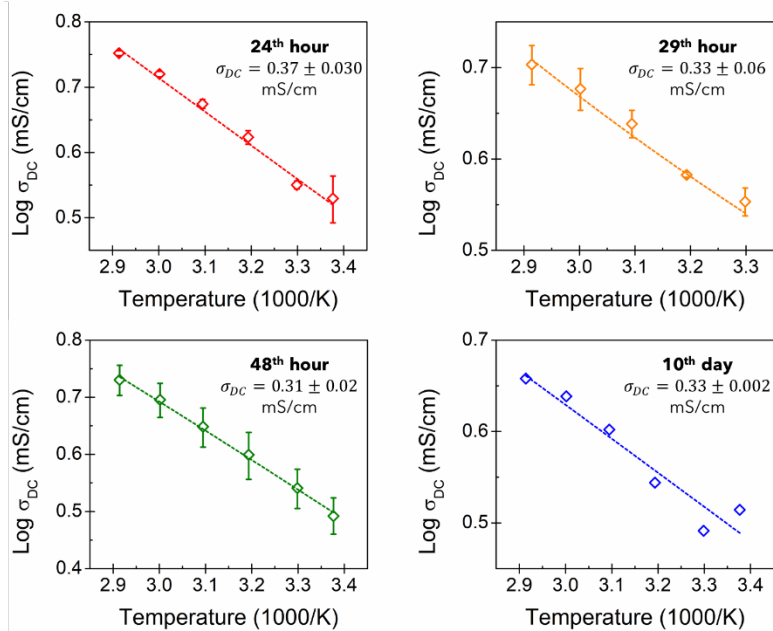 24th hour
σDC = 0.37 ± 0.030
mS/cm
0.8
0.7
0.6
0.5
Log σDC (mS/cm)
2.9 3.0 3.1 3.2 3.3 3.4
Temperature (1000/K)
29th hour
σDC = 0.33 ± 0.06
mS/cm
0.7
0.6
0.5
Log σDC (mS/cm)
2.9 3.0 3.1 3.2 3.3
Temperature (1000/K)
48th hour
σDC = 0.31 ± 0.02
mS/cm
0.8
0.7
0.6
0.5
0.4
Log σDC (mS/cm)
2.9 3.0 3.1 3.2 3.3 3.4
Temperature (1000/K)
10th day
σDC = 0.33 ± 0.002
mS/cm
0.7
0.6
0.5
Log σDC (mS/cm)
2.9 3.0 3.1 3.2 3.3 3.4
Temperature (1000/K)